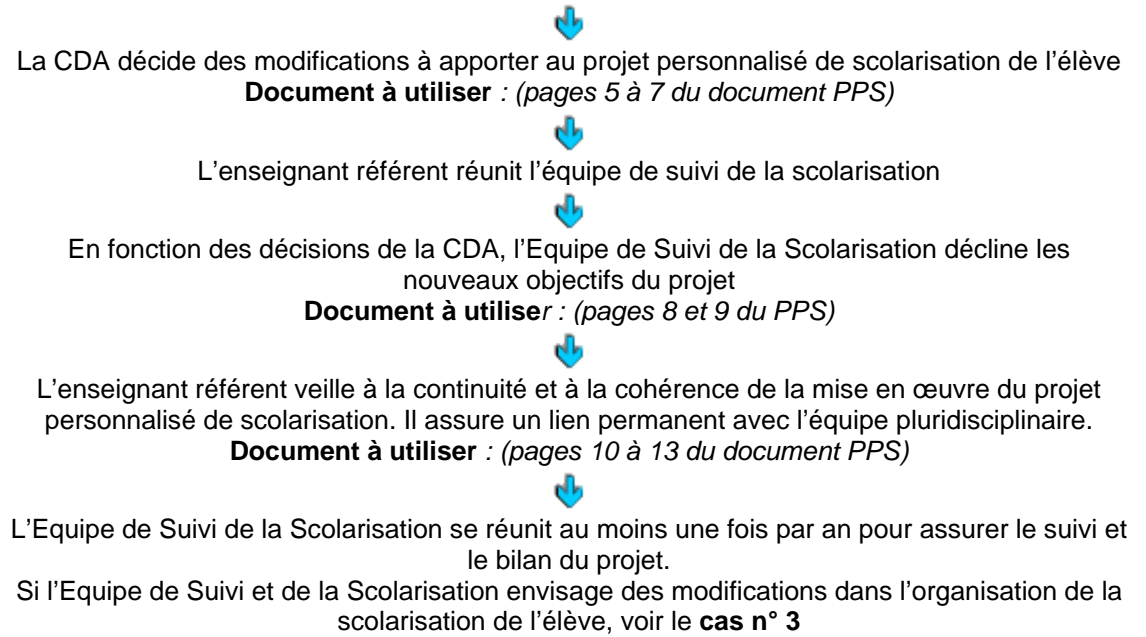 La CDA décide des modifications à apporter au projet personnalisé de scolarisation de l’élève
Document à utiliser : (pages 5 à 7 du document PPS)
L’enseignant référent réunit l’équipe de suivi de la scolarisation
En fonction des décisions de la CDA, l’Equipe de Suivi de la Scolarisation décline les
nouveaux objectifs du projet
Document à utiliser : (pages 8 et 9 du PPS)
L’enseignant référent veille à la continuité et à la cohérence de la mise en œuvre du projet
personnalisé de scolarisation. Il assure un lien permanent avec l’équipe pluridisciplinaire.
Document à utiliser : (pages 10 à 13 du document PPS)
L’Equipe de Suivi de la Scolarisation se réunit au moins une fois par an pour assurer le suivi et
le bilan du projet.
Si l’Equipe de Suivi et de la Scolarisation envisage des modifications dans l’organisation de la
scolarisation de l’élève, voir le cas n° 3